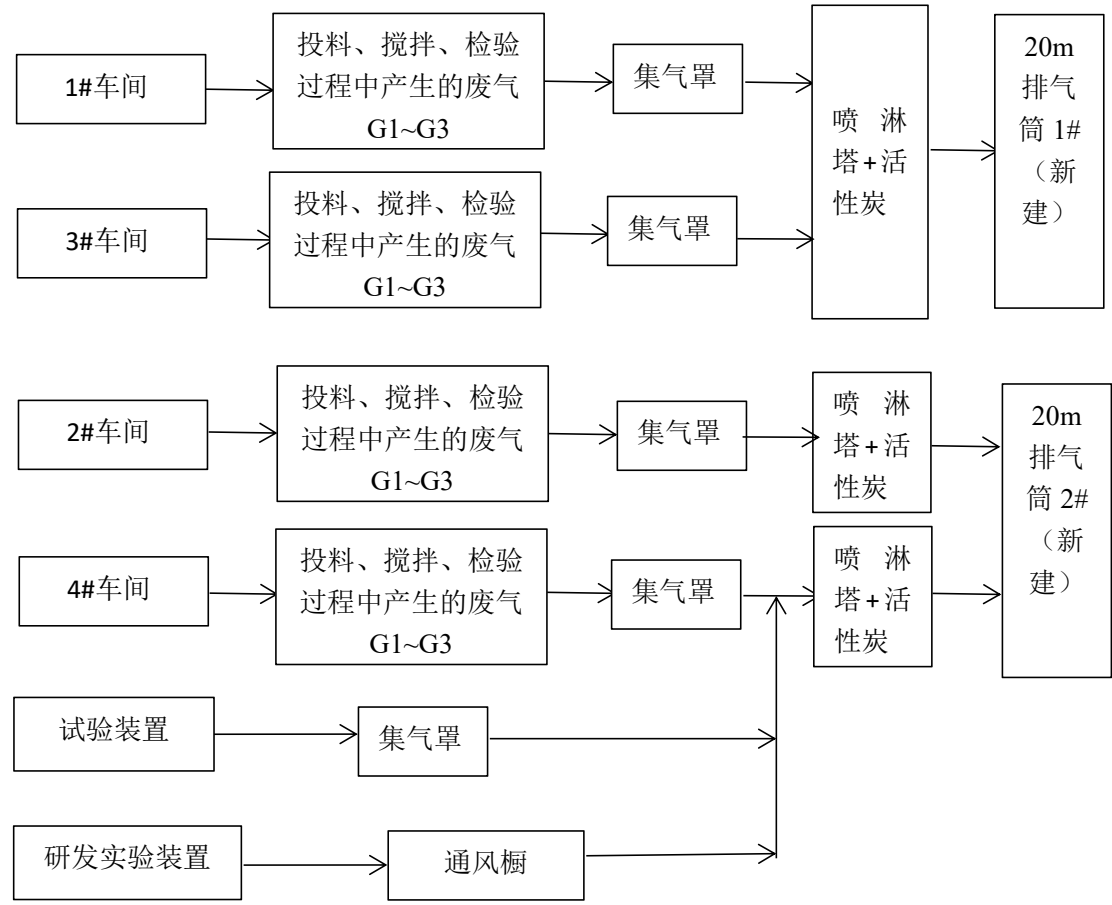 1#车间
投料、搅拌、检验
过程中产生的废气
G1~G3
集气罩
喷淋
塔+活
性炭
20m
排气
筒 1#
（新
建）
3#车间
投料、搅拌、检验
过程中产生的废气
G1~G3
集气罩
2#车间
投料、搅拌、检验
过程中产生的废气
G1~G3
集气罩
喷淋
塔+活
性炭
20m
排气
筒 2#
（新
建）
4#车间
投料、搅拌、检验
过程中产生的废气
G1~G3
集气罩
喷淋
塔+活
性炭
试验装置
集气罩
研发实验装置
通风橱